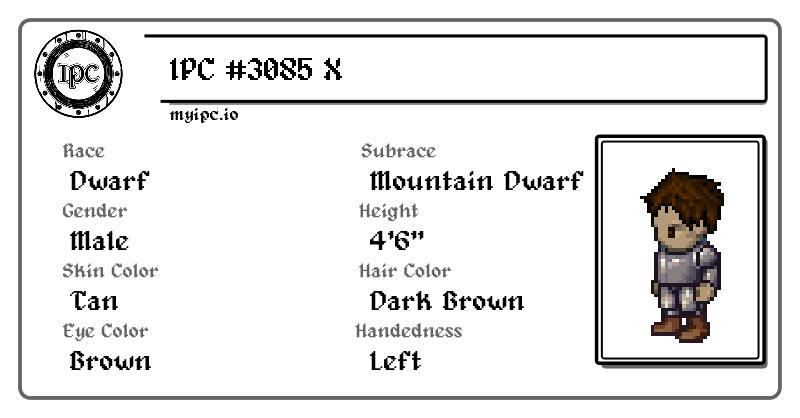 IPC
IPC #3085 X
myipc.io
Race
Subrace
Dwarf
Mountain Dwarf
Gender
Height
Male
4'6"
Skin Color
Hair Color
Tan
Dark Brown
Eye Color
Handedness
Brown
Left